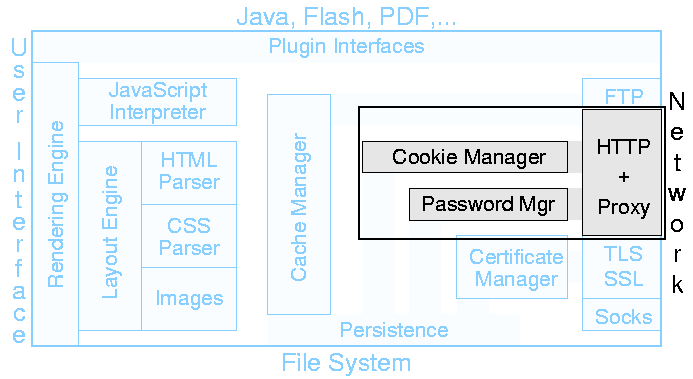 Java, Flash, PDF,...
Plugin Interfaces
User Interface
Rendering Engine
JavaScript
Interpreter
Layout Engine
HTML
Parser
CSS
Parser
Images
Cache Manager
Cookie Manager
Password Mgr
Certificate
Manager
Persistence
FTP
HTTP
+
Proxy
TLS
SSL
Socks
Network
File System